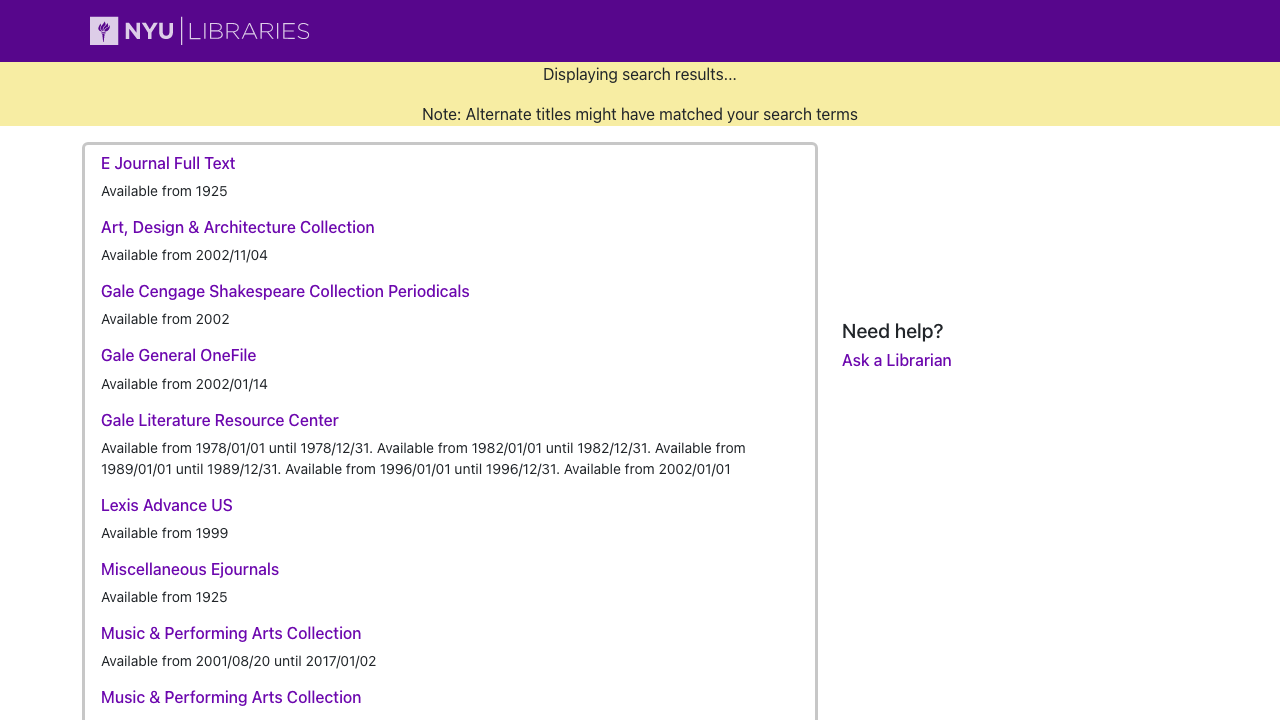 NYU LIBRARIES
Displaying search results...
Note: Alternate titles might have matched your search terms
E Journal Full Text
Available from 1925
Art, Design & Architecture Collection
Available from 2002/11/04
Gale Cengage Shakespeare Collection Periodicals
Available from 2002
Gale General OneFile
Available from 2002/01/14
Gale Literature Resource Center
Available from 1978/01/01 until 1978/12/31. Available from 1982/01/01 until 1982/12/31. Available from
1989/01/01 until 1989/12/31. Available from 1996/01/01 until 1996/12/31. Available from 2002/01/01
Lexis Advance US
Available from 1999
Miscellaneous Ejournals
Available from 1925
Music & Performing Arts Collection
Available from 2001/08/20 until 2017/01/02
Music & Performing Arts Collection
Need help?
Ask a Librarian